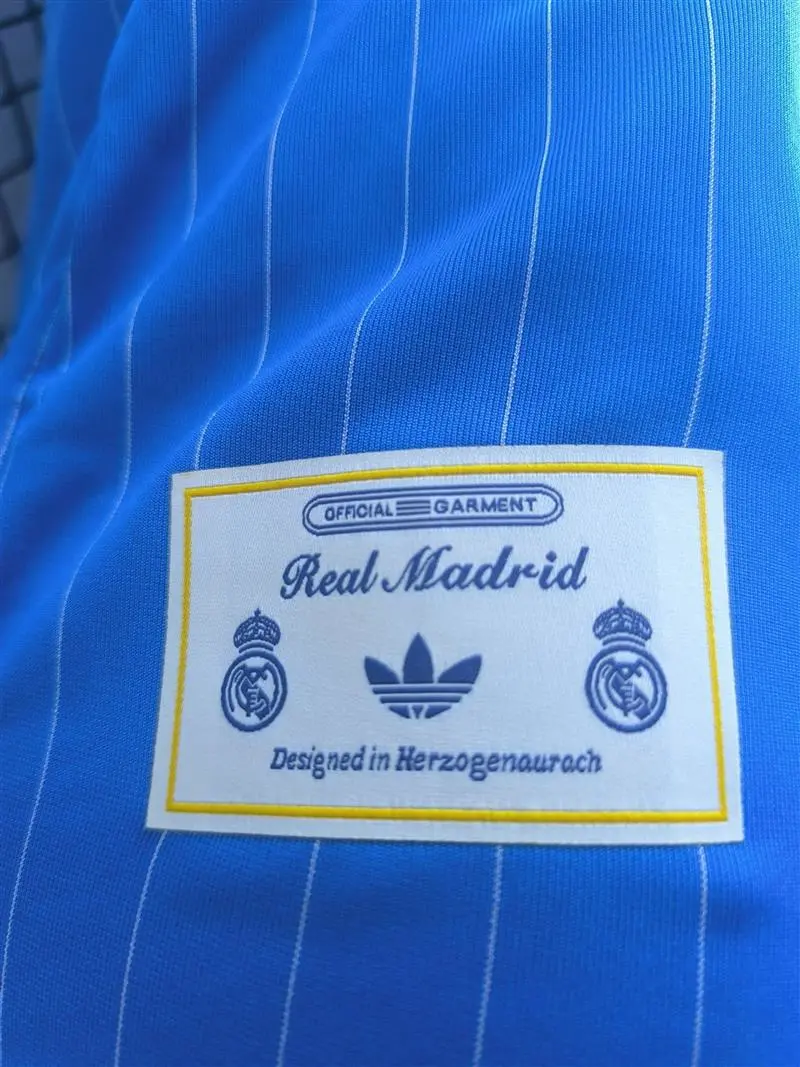 OFFICIAL GARMENT
Real Madrid
Designed in Herzogenaurach